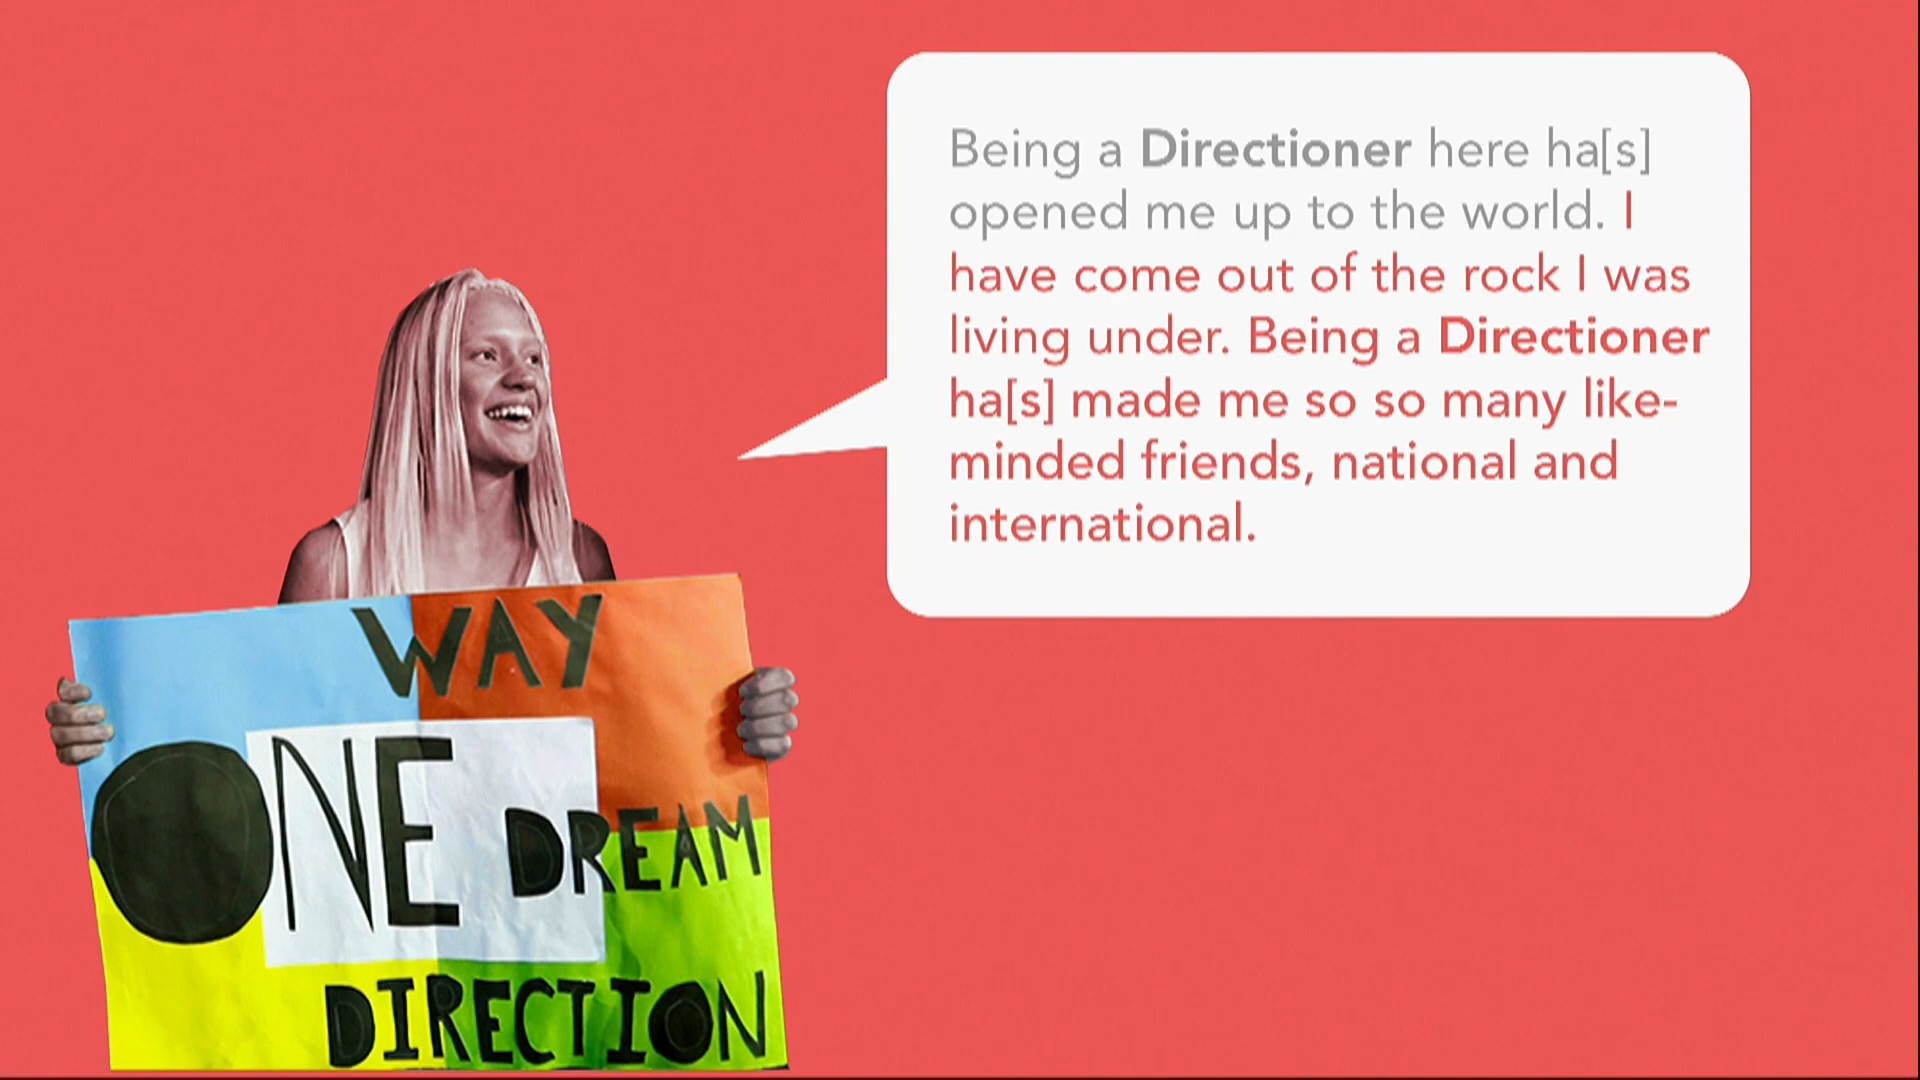 Being a Directioner here ha[s]
opened me up to the world. I
have come out of the rock I was
living under. Being a Directioner
ha[s] made me so so many like-
minded friends, national and
international.
WAY
ONE DREAM
DIRECTION